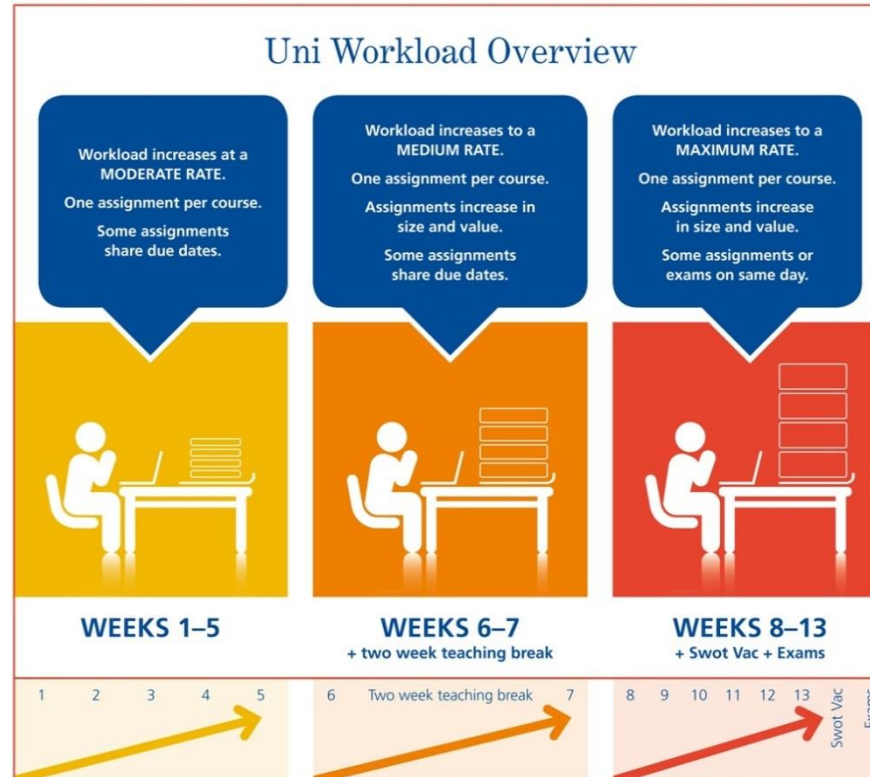 Uni Workload Overview
Workload increases at a
MODERATE RATE.
One assignment per course.
Some assignments
share due dates.
Workload increases to a
MEDIUM RATE.
One assignment per course.
Assignments increase in
size and value.
Some assignments
share due dates.
Workload increases to a
MAXIMUM RATE.
One assignment per course.
Assignments increase
in size and value.
Some assignments or
exams on same day.
WEEKS 1–5
WEEKS 6–7
+ two week teaching break
WEEKS 8–13
+ Swot Vac + Exams
1 2 3 4 5
6 Two week teaching break 7
8 9 10 11 12 13 Swot Vac Exams